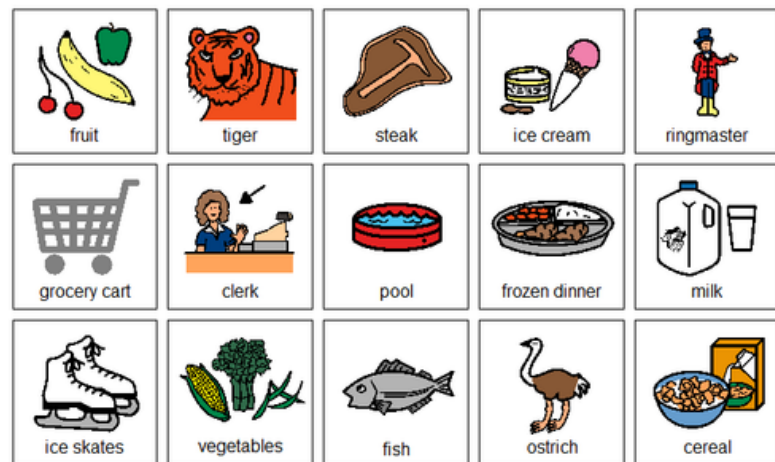 fruit
tiger
steak
ice cream
ringmaster
grocery cart
clerk
pool
frozen dinner
milk
ice skates
vegetables
fish
ostrich
cereal